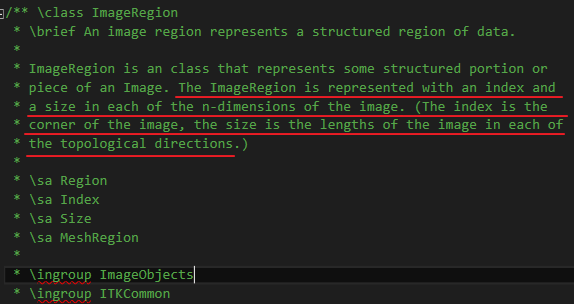 /** \class ImageRegion
* \brief An image region represents a structured region of data.
*
* ImageRegion is an class that represents some structured portion or
* piece of an Image. The ImageRegion is represented with an index and
* a size in each of the n-dimensions of the image. (The index is the
* corner of the image, the size is the lengths of the image in each of
* the topological directions.)
*
* \sa Region
* \sa Index
* \sa Size
* \sa MeshRegion
*
* \ingroup ImageObjects
* \ingroup ITKCommon